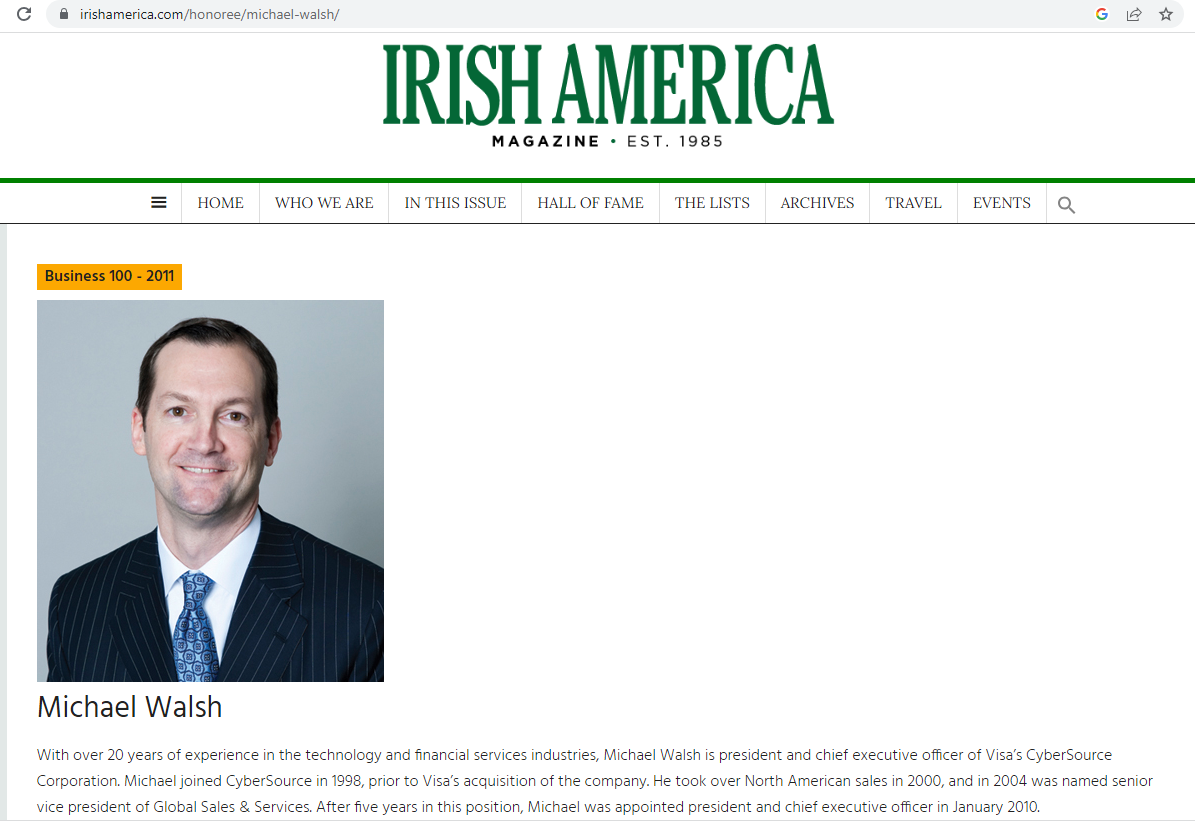 irishamerica.com/honoree/michael-walsh/
IRISH AMERICA
MAGAZINE • EST. 1985
HOME WHO WE ARE IN THIS ISSUE HALL OF FAME THE LISTS ARCHIVES TRAVEL EVENTS
Business 100 - 2011
Michael Walsh
With over 20 years of experience in the technology and financial services industries, Michael Walsh is president and chief executive officer of Visa’s CyberSource
Corporation. Michael joined CyberSource in 1998, prior to Visa’s acquisition of the company. He took over North American sales in 2000, and in 2004 was named senior
vice president of Global Sales & Services. After five years in this position, Michael was appointed president and chief executive officer in January 2010.